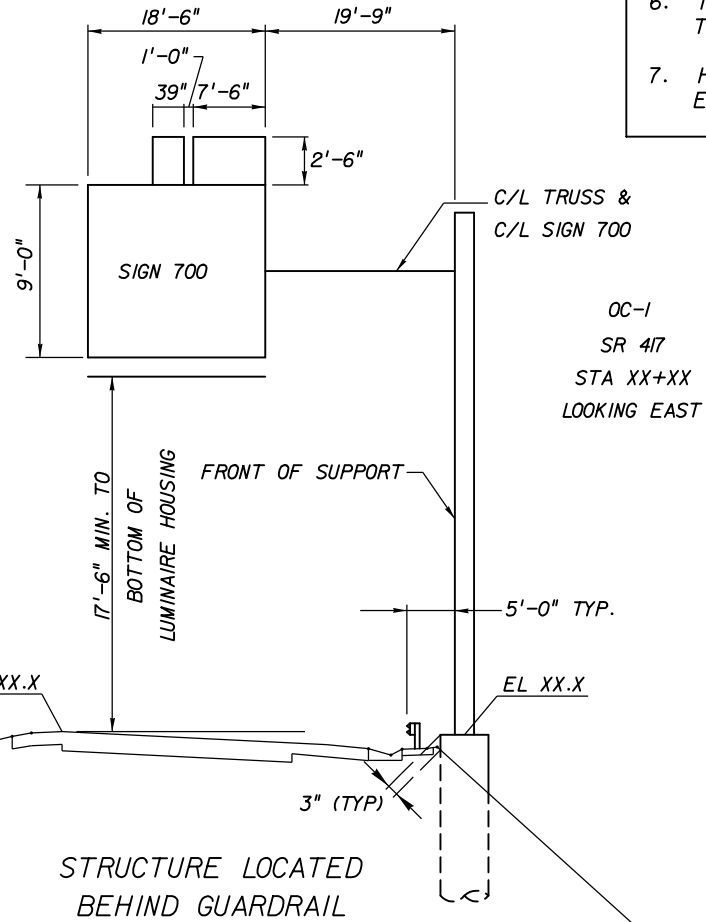 18'-6" 19'-9"
1'-0"
39" 7'-6"
2'-6"
6.
7.
C/L TRUSS &
C/L SIGN 700
9'-0"
SIGN 700
OC-1
SR 417
STA XX+XX
LOOKING EAST
17'-6" MIN. TO
BOTTOM OF
LUMINAIRE HOUSING
FRONT OF SUPPORT
5'-0" TYP.
XX.X
EL XX.X
3" (TYP)
STRUCTURE LOCATED
BEHIND GUARDRAIL